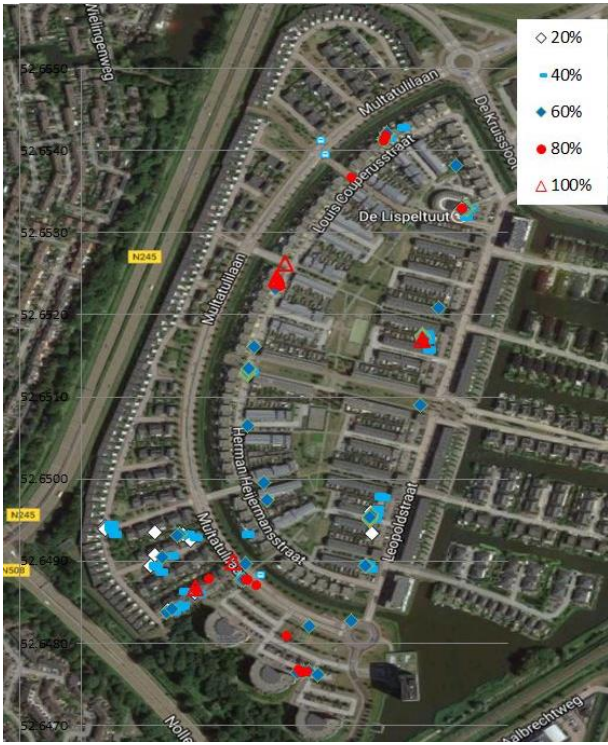 Wielingenweg
20%
40%
60%
80%
100%
52.6550
Multatulilaan
De Kruissloot
52.6540
Louis Couperusstraat
De Lispeltuut
52.6530
N245
Multatulilaan
52.6520
52.6510
Herman Heijermansstraat
52.6500
N245
Leopoldstraat
Multatulilaan
52.6490
N508
52.6480
52.6470
Nolle
Aalbrechtweg